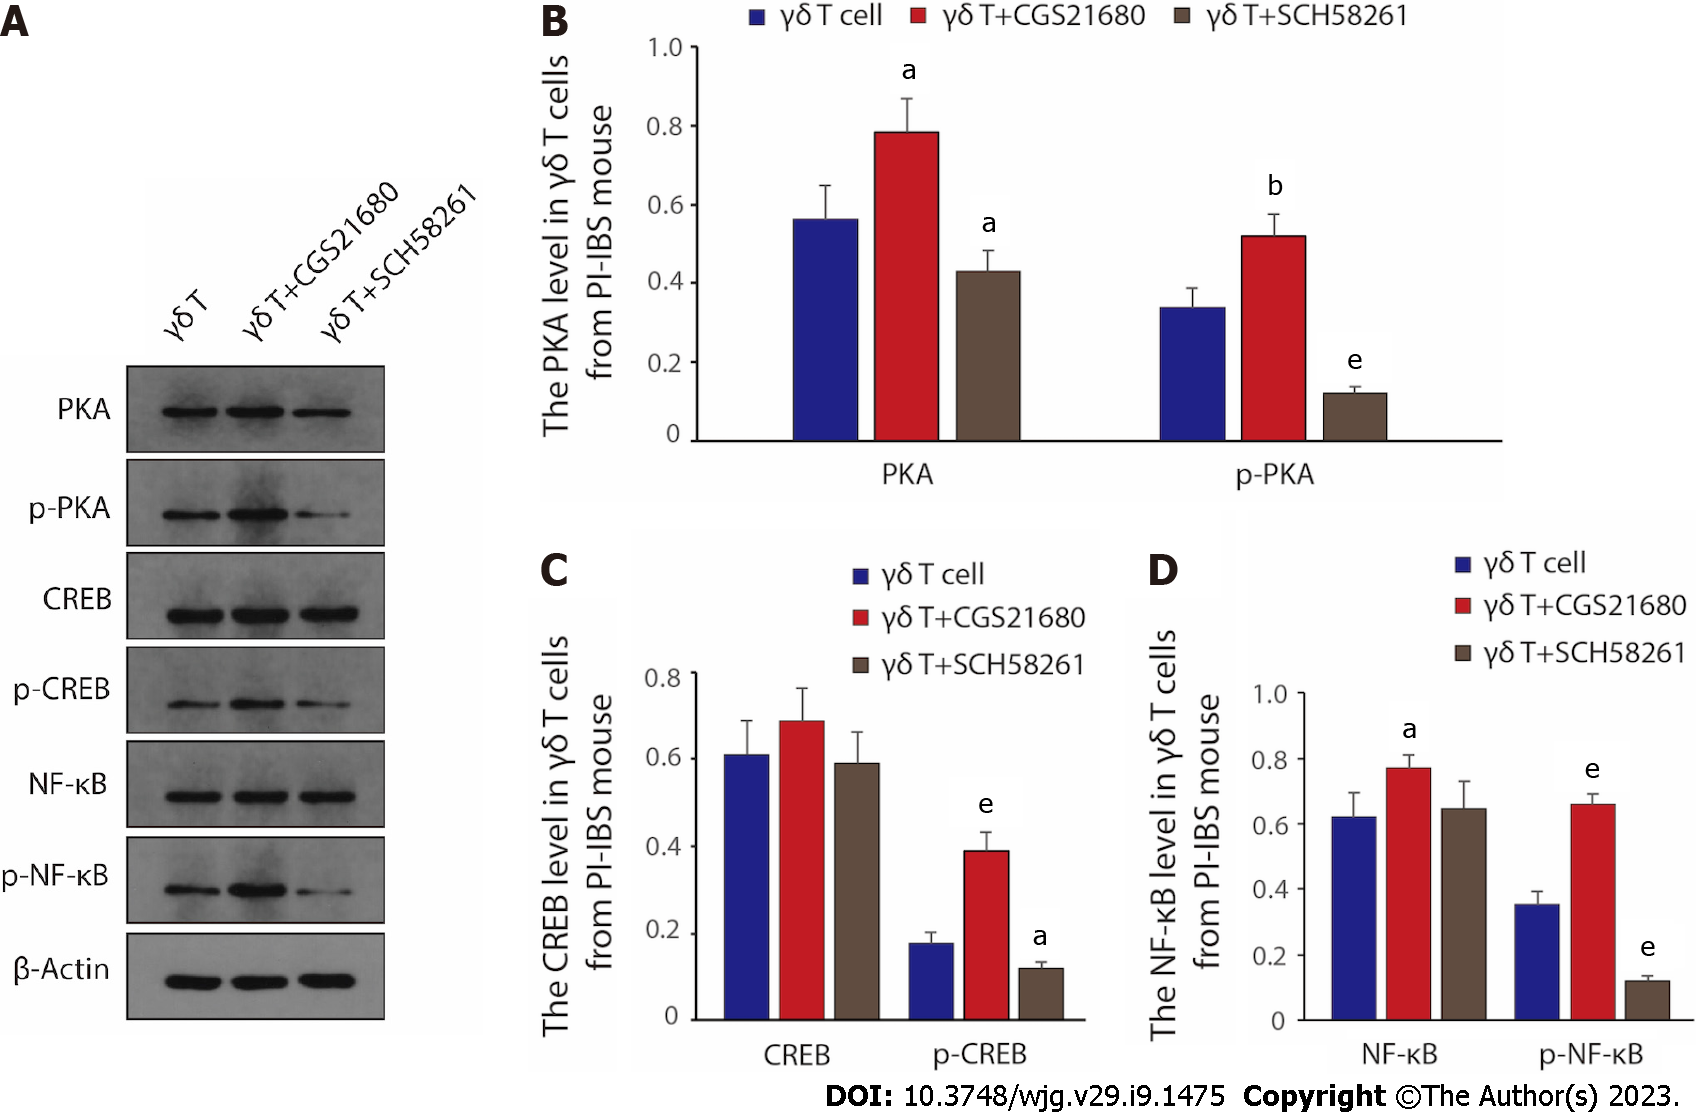 A
γδ T
γδ T+CGS21680
γδ T+SCH58261
PKA
p-PKA
CREB
p-CREB
NF-κB
p-NF-κB
β-Actin
B
γδ T cell γδ T+CGS21680 γδ T+SCH58261
The PKA level in γδ T cells
from PI-IBS mouse
1.0
0.8
0.6
0.4
0.2
0
a
a
b
e
PKA p-PKA
C
γδ T cell
γδ T+CGS21680
γδ T+SCH58261
The CREB level in γδ T cells
from PI-IBS mouse
0.8
0.6
0.4
0.2
0
e
a
CREB p-CREB
D
γδ T cell
γδ T+CGS21680
γδ T+SCH58261
The NF-κB level in γδ T cells
from PI-IBS mouse
1.0
0.8
0.6
0.4
0.2
0
a
e
e
NF-κB p-NF-κB
DOI: 10.3748/wjg.v29.i9.1475 Copyright ©The Author(s) 2023.